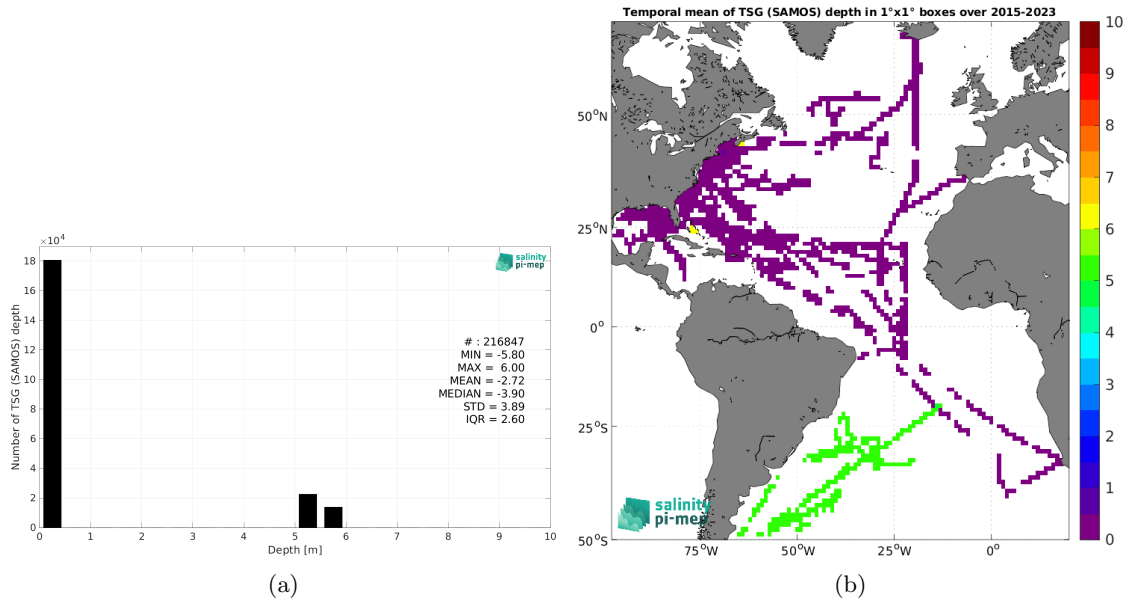 ×10⁴
18
16
14
12
10
8
6
4
2
0
Number of TSG (SAMOS) depth
salinity
pi-mep
# : 216847
MIN = -5.80
MAX = 6.00
MEAN = -2.72
MEDIAN = -3.90
STD = 3.89
IQR = 2.60
0 1 2 3 4 5 6 7 8 9 10
Depth [m]
(a)
Temporal mean of TSG (SAMOS) depth in 1°x1° boxes over 2015-2023
50°N
25°N
0°
25°S
50°S
75°W 50°W 25°W 0°
salinity
pi-mep
10
9
8
7
6
5
4
3
2
1
0
(b)